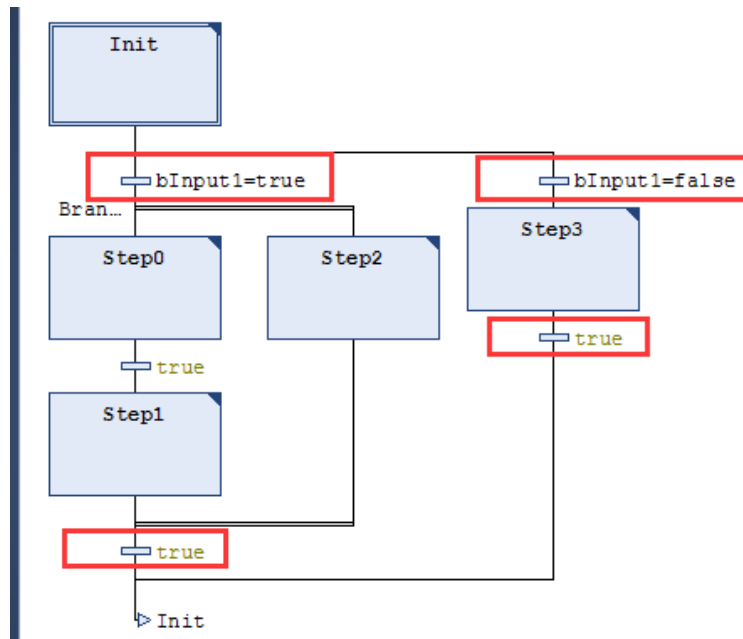 Init
bInput1=true
bInput1=false
Bran…
Step0
Step2
Step3
true
true
Step1
true
Init